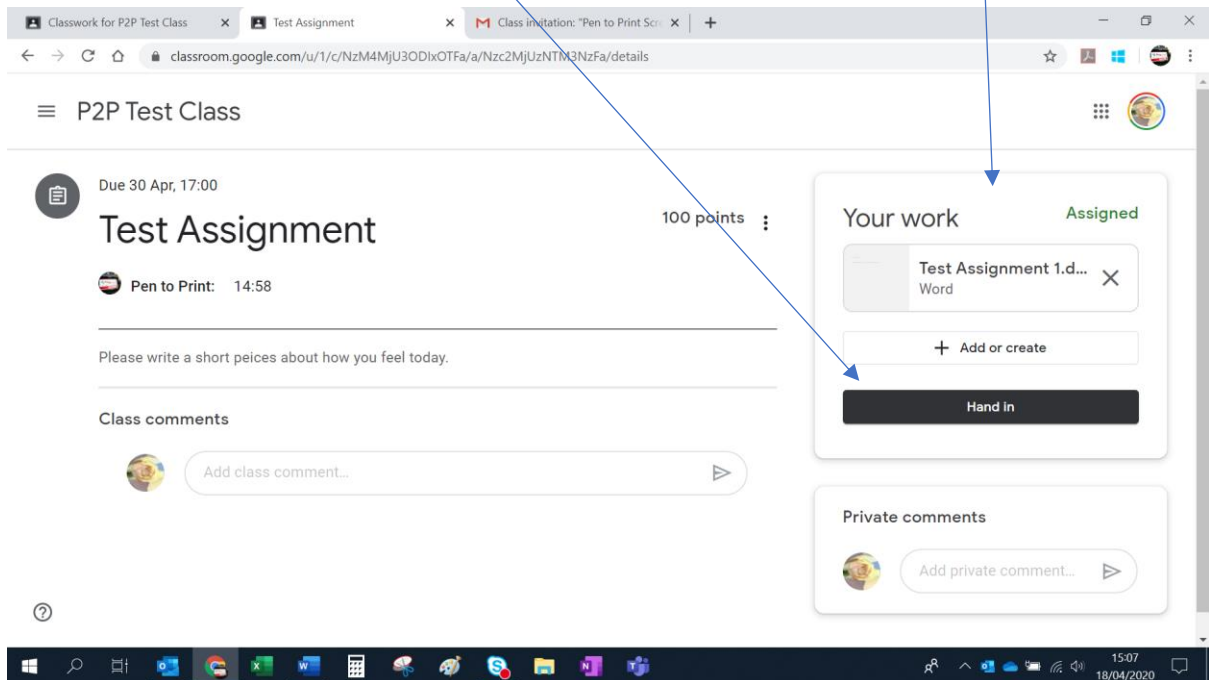 Classwork for P2P Test Class
Test Assignment
Class invitation: "Pen to Print Scre
classroom.google.com/u/1/c/NzM4MjU3ODIxOTFa/a/Nzc2MjUzNTM3NzFa/details
P2P Test Class
Due 30 Apr, 17:00
Test Assignment
100 points
Pen to Print: 14:58
Please write a short peices about how you feel today.
Class comments
Add class comment...
Your work
Assigned
Test Assignment 1.d...
Word
+ Add or create
Hand in
Private comments
Add private comment...
15:07
18/04/2020